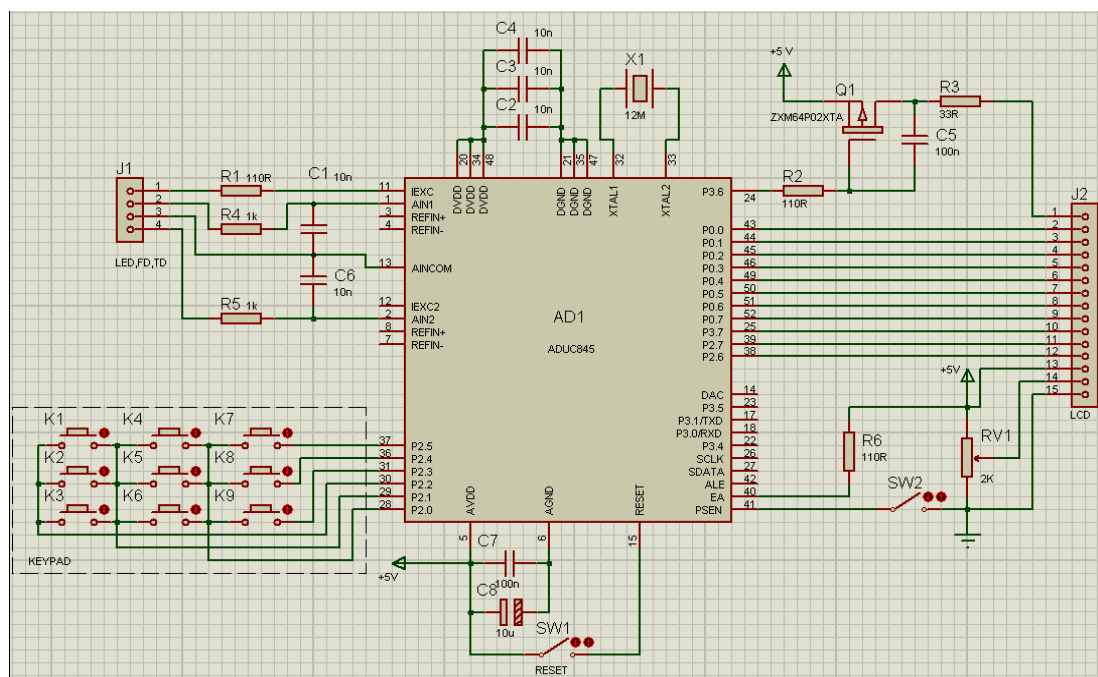 C4 10n
C3 10n
C2 10n
X1
12M
+5 V
Q1
ZXM64P02XTA
R3
33R
C5
100n
R2
110R
J1
1
2
3
4
LED,FD,TD
R1 110R
R4 1k
R5 1k
C1 10n
C6
10n
20 34 48
DVDD DVDD DVDD
21 35 47
DGND DGND DGND
32 33
XTAL1 XTAL2
11 IEXC
1 AIN1
3 REFIN+
4 REFIN-
13 AINCOM
12 IEXC2
2 AIN2
8 REFIN+
7 REFIN-
AD1
ADUC845
P3.6 24
P0.0 43
P0.1 44
P0.2 45
P0.3 46
P0.4 49
P0.5 50
P0.6 51
P0.7 52
P3.7 25
P2.7 39
P2.6 38
DAC 14
P3.5 23
P3.1/TXD 17
P3.0/RXD 18
P3.4 22
SCLK 26
SDATA 27
ALE 42
EA 40
PSEN 41
J2
1
2
3
4
5
6
7
8
9
10
11
12
13
14
15
LCD
+5V
R6
110R
RV1
2K
SW2
K1 K4 K7
K2 K5 K8
K3 K6 K9
KEYPAD
37 P2.5
36 P2.4
31 P2.3
30 P2.2
29 P2.1
28 P2.0
AVDD AGND RESET
5 6 15
+5V
C7
100n
C8
10u
SW1
RESET